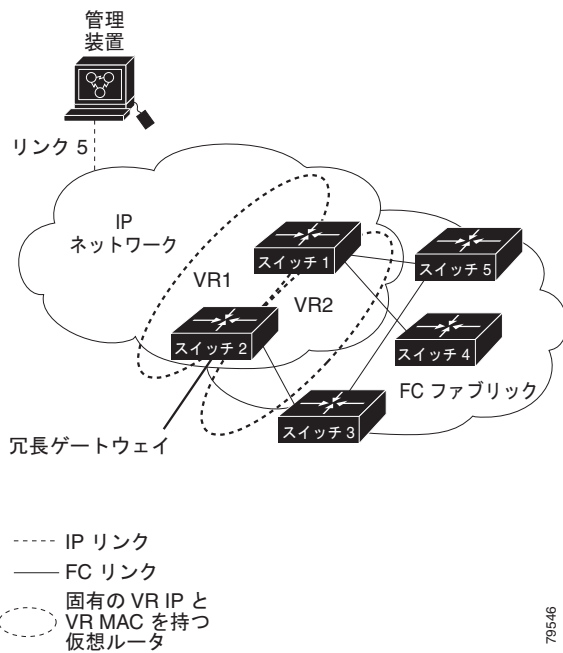 管理
装置
リンク 5
IP
ネットワーク
VR1
VR2
スイッチ 1
スイッチ 5
スイッチ 2
スイッチ 4
FC ファブリック
スイッチ 3
冗長ゲートウェイ
IP リンク
FC リンク
固有の VR IP と
VR MAC を持つ
仮想ルータ
79546